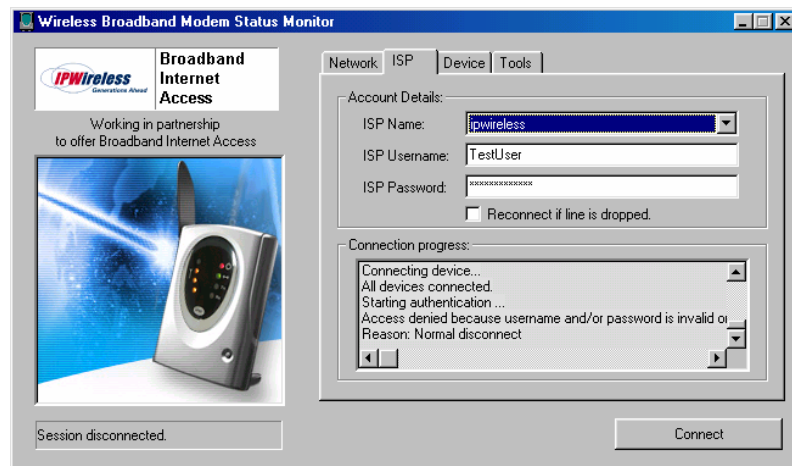 Wireless Broadband Modem Status Monitor
IPWireless
Generations Ahead
Broadband
Internet
Access
Working in partnership
to offer Broadband Internet Access
Session disconnected.
Network ISP Device Tools
Account Details:
ISP Name: ipwireless
ISP Username: TestUser
ISP Password: xxxxxxxxxxxxx
Reconnect if line is dropped.
Connection progress:
Connecting device...
All devices connected.
Starting authentication ...
Access denied because username and/or password is invalid or
Reason: Normal disconnect
Connect